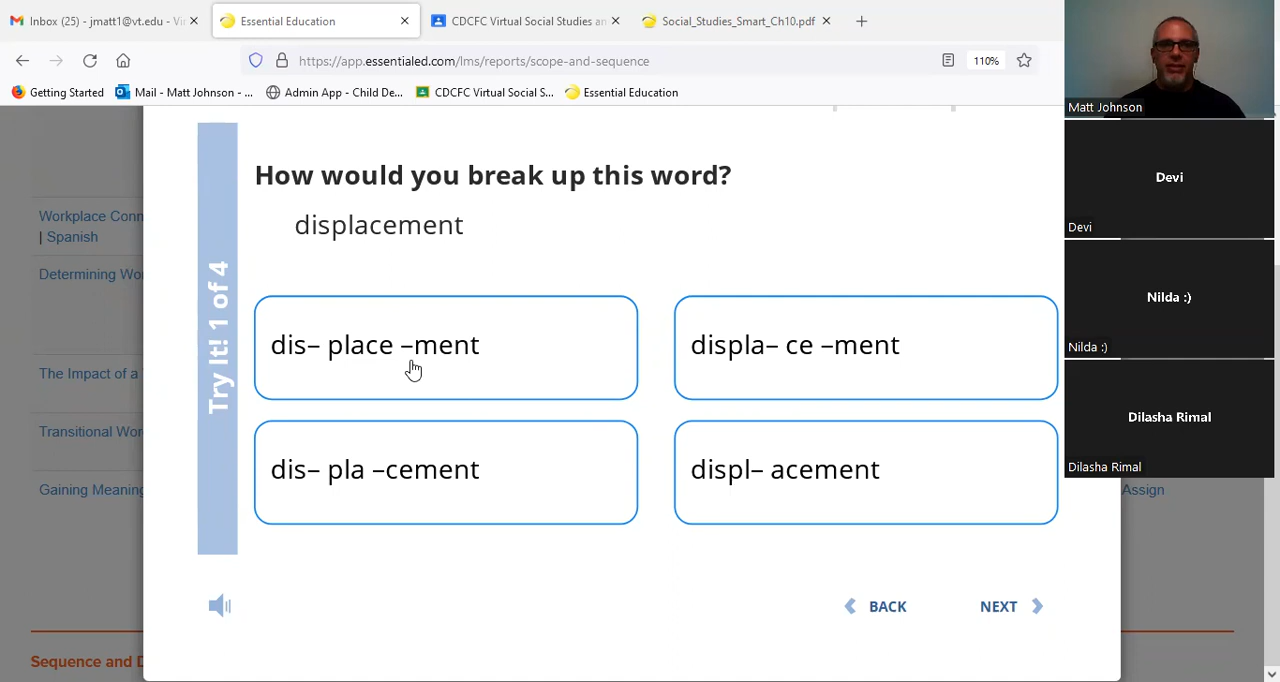 Inbox (25) - jmatt1@vt.edu - Vi
Essential Education
CDCFC Virtual Social Studies an
Social_Studies_Smart_Ch10.pdf
https://app.essentialed.com/lms/reports/scope-and-sequence
110%
Getting Started
Mail - Matt Johnson -...
Admin App - Child De...
CDCFC Virtual Social S...
Essential Education
Matt Johnson
Devi
Devi
Nilda :)
Nilda :)
Dilasha Rimal
Dilasha Rimal
Workplace Conn
| Spanish
Determining Wo
The Impact of a
Transitional Wor
Gaining Meaning
Assign
Sequence and D
Try It! 1 of 4
How would you break up this word?
displacement
dis– place –ment
displa– ce –ment
dis– pla –cement
displ– acement
BACK
NEXT